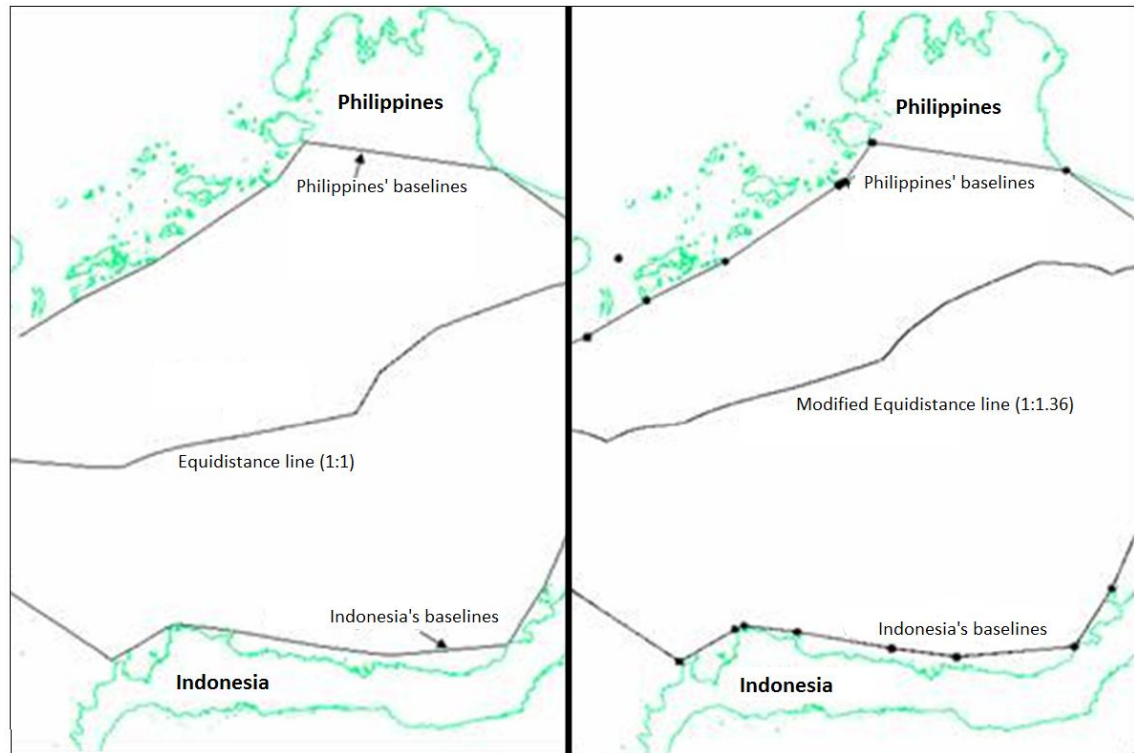 Philippines
Philippines' baselines
Equidistance line (1:1)
Indonesia's baselines
Indonesia
Philippines
Philippines' baselines
Modified Equidistance line (1:1.36)
Indonesia's baselines
Indonesia